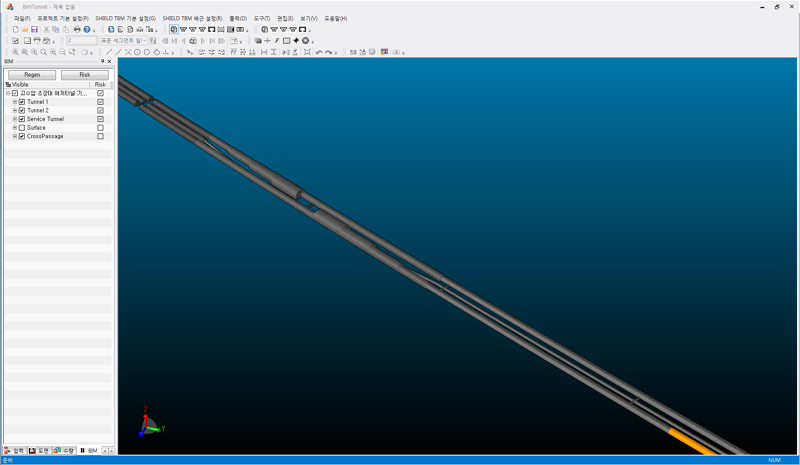 BimTunnel - 제목 없음
파일(F) 프로젝트 기본 설정(P) SHIELD TBM 기본 설정(G) SHIELD TBM 배근 설정(R) 출력(O) 도구(T) 편집(E) 보기(V) 도움말(H)
2
BIM
Regen Risk
Visible Risk
고수압 초장대 해저터널 기...
Tunnel 1
Tunnel 2
Service Tunnel
Surface
CrossPassage
Z
Y
입력 도면 수량 BIM
준비 NUM